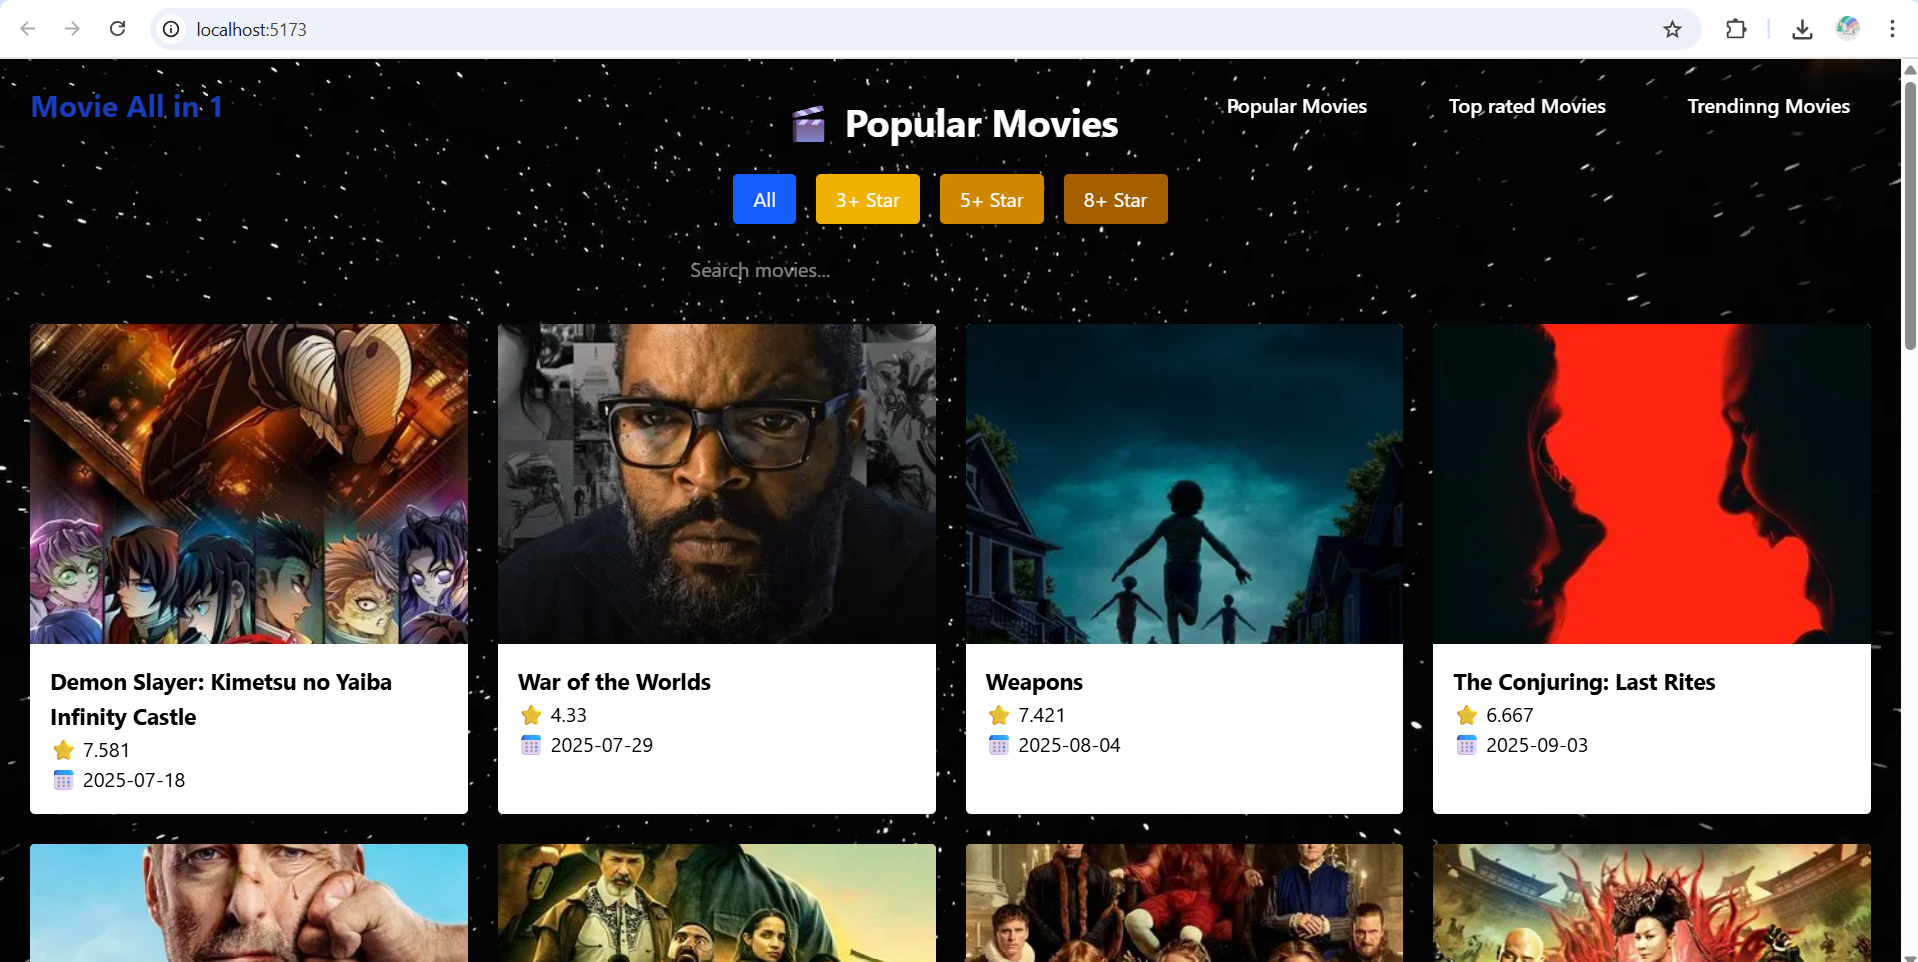 localhost:5173
Movie All in 1
Popular Movies
Popular Movies
Top rated Movies
Trendinng Movies
All
3+ Star
5+ Star
8+ Star
Search movies...
Demon Slayer: Kimetsu no Yaiba
Infinity Castle
7.581
2025-07-18
War of the Worlds
4.33
2025-07-29
Weapons
7.421
2025-08-04
The Conjuring: Last Rites
6.667
2025-09-03